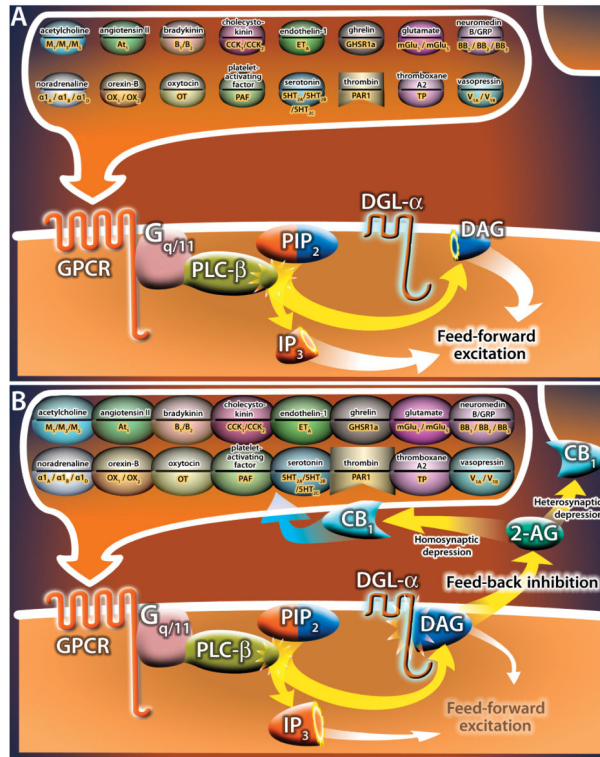 A
acetylcholine
M1/M3/M5
angiotensin II
At1
bradykinin
B1/B2
cholecysto-
kinin
CCK1/CCK2
endothelin-1
ETA
ghrelin
GHSR1a
glutamate
mGlu1/mGlu5
neuromedin
B/GRP
BB1/BB2/BB3
noradrenaline
α1A/α1B/α1D
orexin-B
OX1/OX2
oxytocin
OT
platelet-
activating
factor
PAF
serotonin
5HT2A/5HT2B
/5HT2C
thrombin
PAR1
thromboxane
A2
TP
vasopressin
V1A/V1B
GPCR
Gq/11
PLC-β
PIP2
DGL-α
DAG
IP3
Feed-forward
excitation
B
acetylcholine
angiotensin II
At1
bradykinin
B1/B2
cholecysto-
kinin
CCK1/CCK2
endothelin-1
ETA
ghrelin
GHSR1a
glutamate
mGlu1/mGlu5
neuromedin
B/GRP
BB1/BB2/BB3
noradrenaline
α1A/α1B/α1D
orexin-B
OX1/OX2
oxytocin
OT
platelet-
activating
factor
PAF
serotonin
5HT2A/5HT2B
/5HT2C
thrombin
PAR1
thromboxane
A2
TP
vasopressin
V1A/V1B
CB1
Heterosynaptic
depression
CB1
Homosynaptic
depression
2-AG
Feed-back inhibition
GPCR
Gq/11
PLC-β
PIP2
DGL-α
DAG
IP3
Feed-forward
excitation